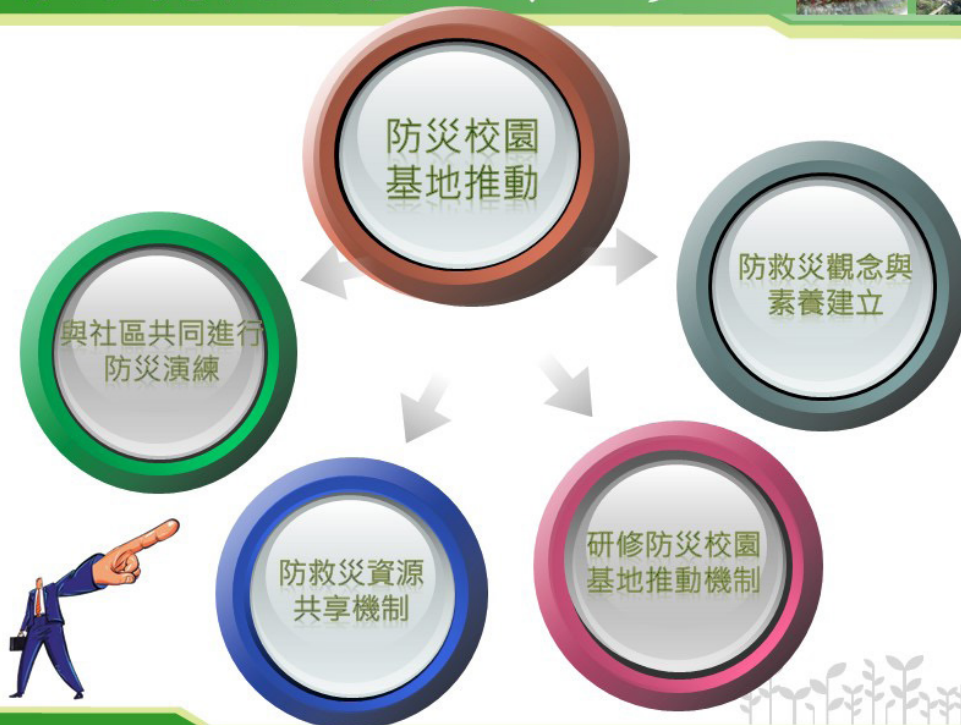 防災校園
基地推動
防救災觀念與
素養建立
與社區共同進行
防災演練
防救災資源
共享機制
研修防災校園
基地推動機制